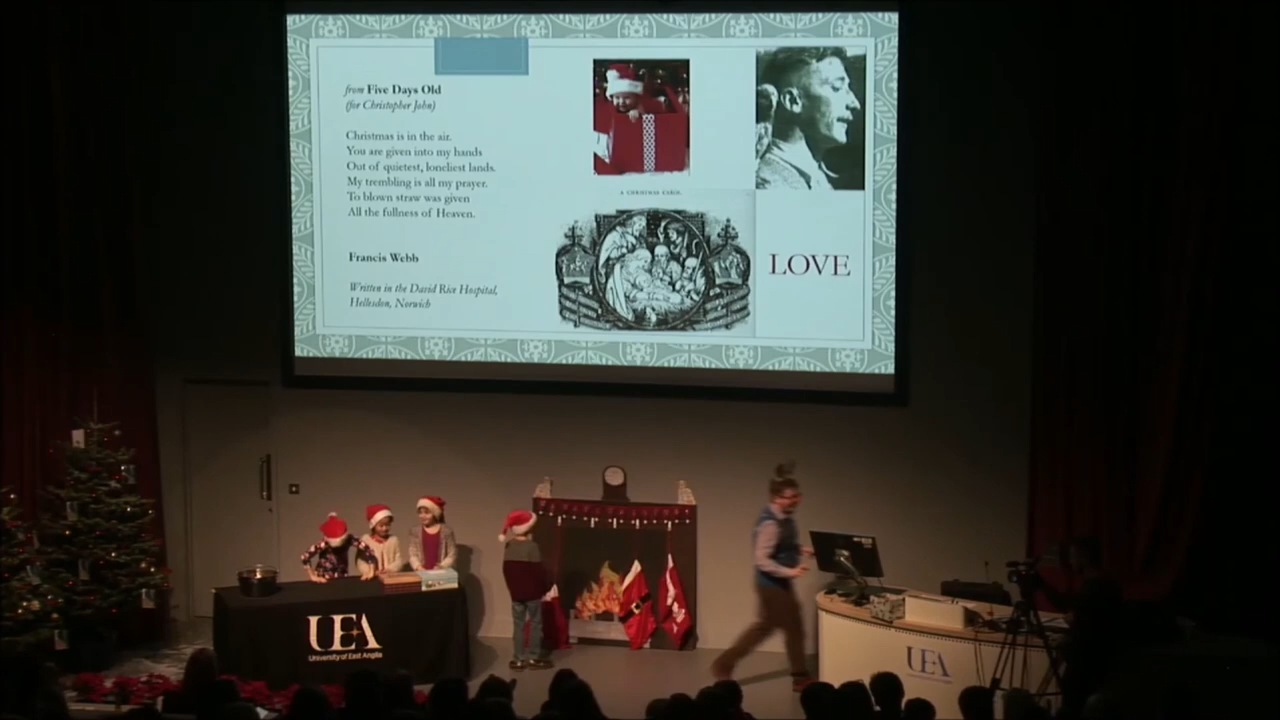 from Five Days Old
(for Christopher John)
Christmas is in the air.
You are given into my hands
Out of quietest, loneliest lands.
My trembling is all my prayer.
To blown straw was given
All the fullness of Heaven.
Francis Webb
Written in the David Rice Hospital,
Hellesdon, Norwich
A CHRISTMAS CAROL.
LOVE
UEA
University of East Anglia
UEA